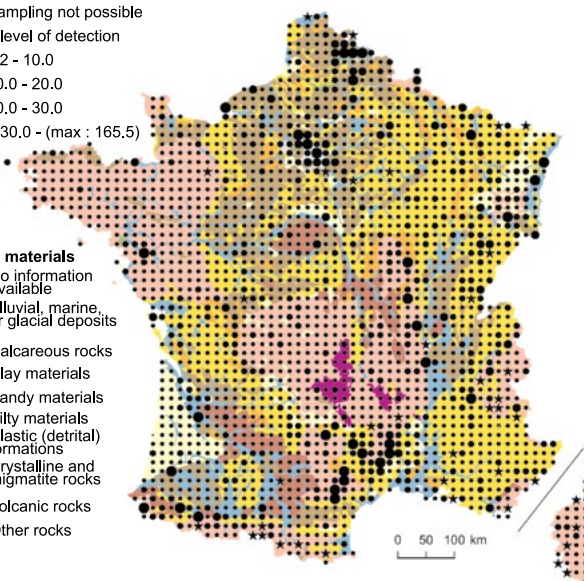 ampling not possible
level of detection
2 - 10.0
0.0 - 20.0
0.0 - 30.0
30.0 - (max : 165.5)
materials
o information
vailable
lluvial, marine,
r glacial deposits
alcareous rocks
lay materials
andy materials
ilty materials
lastic (detrital)
ormations
rystalline and
nigmatite rocks
olcanic rocks
ther rocks
0 50 100 km